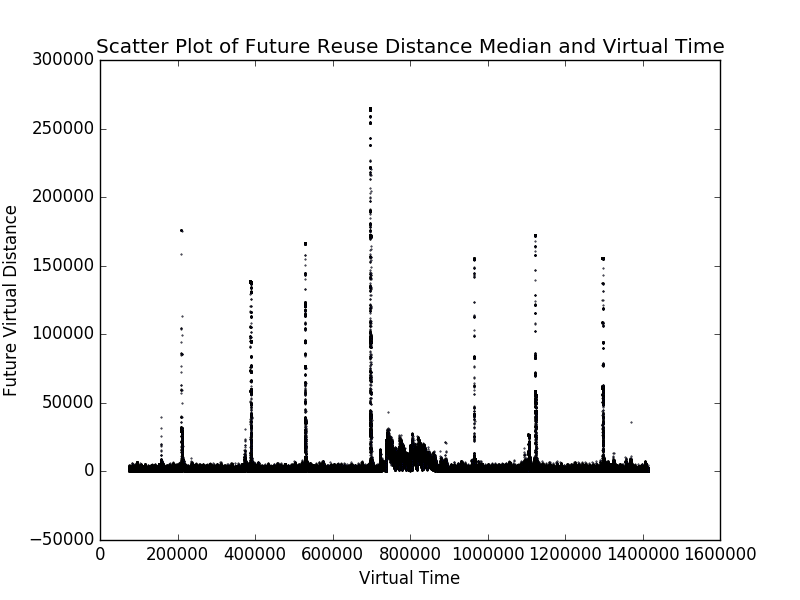 Scatter Plot of Future Reuse Distance Median and Virtual Time
300000
250000
200000
150000
100000
50000
0
−50000
Future Virtual Distance
0 200000 400000 600000 800000 1000000 1200000 1400000 1600000
Virtual Time